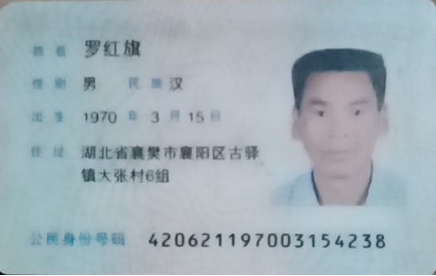 姓名 罗红旗
性别 男 民族 汉
出生 1970 年 3 月 15 日
住址 湖北省襄樊市襄阳区古驿
镇大张村6组
公民身份号码 420621197003154238